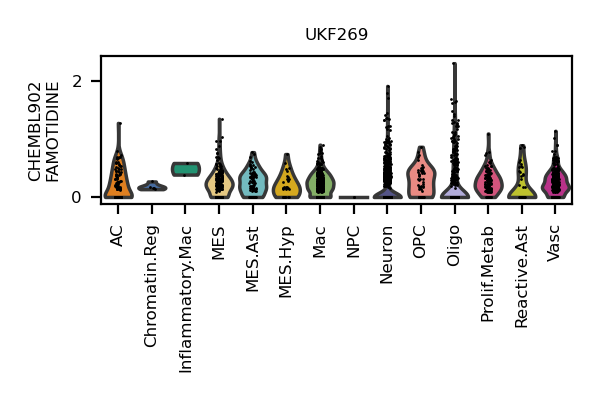 UKF269
CHEMBL902
FAMOTIDINE
2
0
AC
Chromatin.Reg
Inflammatory.Mac
MES
MES.Ast
MES.Hyp
Mac
NPC
Neuron
OPC
Oligo
Prolif.Metab
Reactive.Ast
Vasc